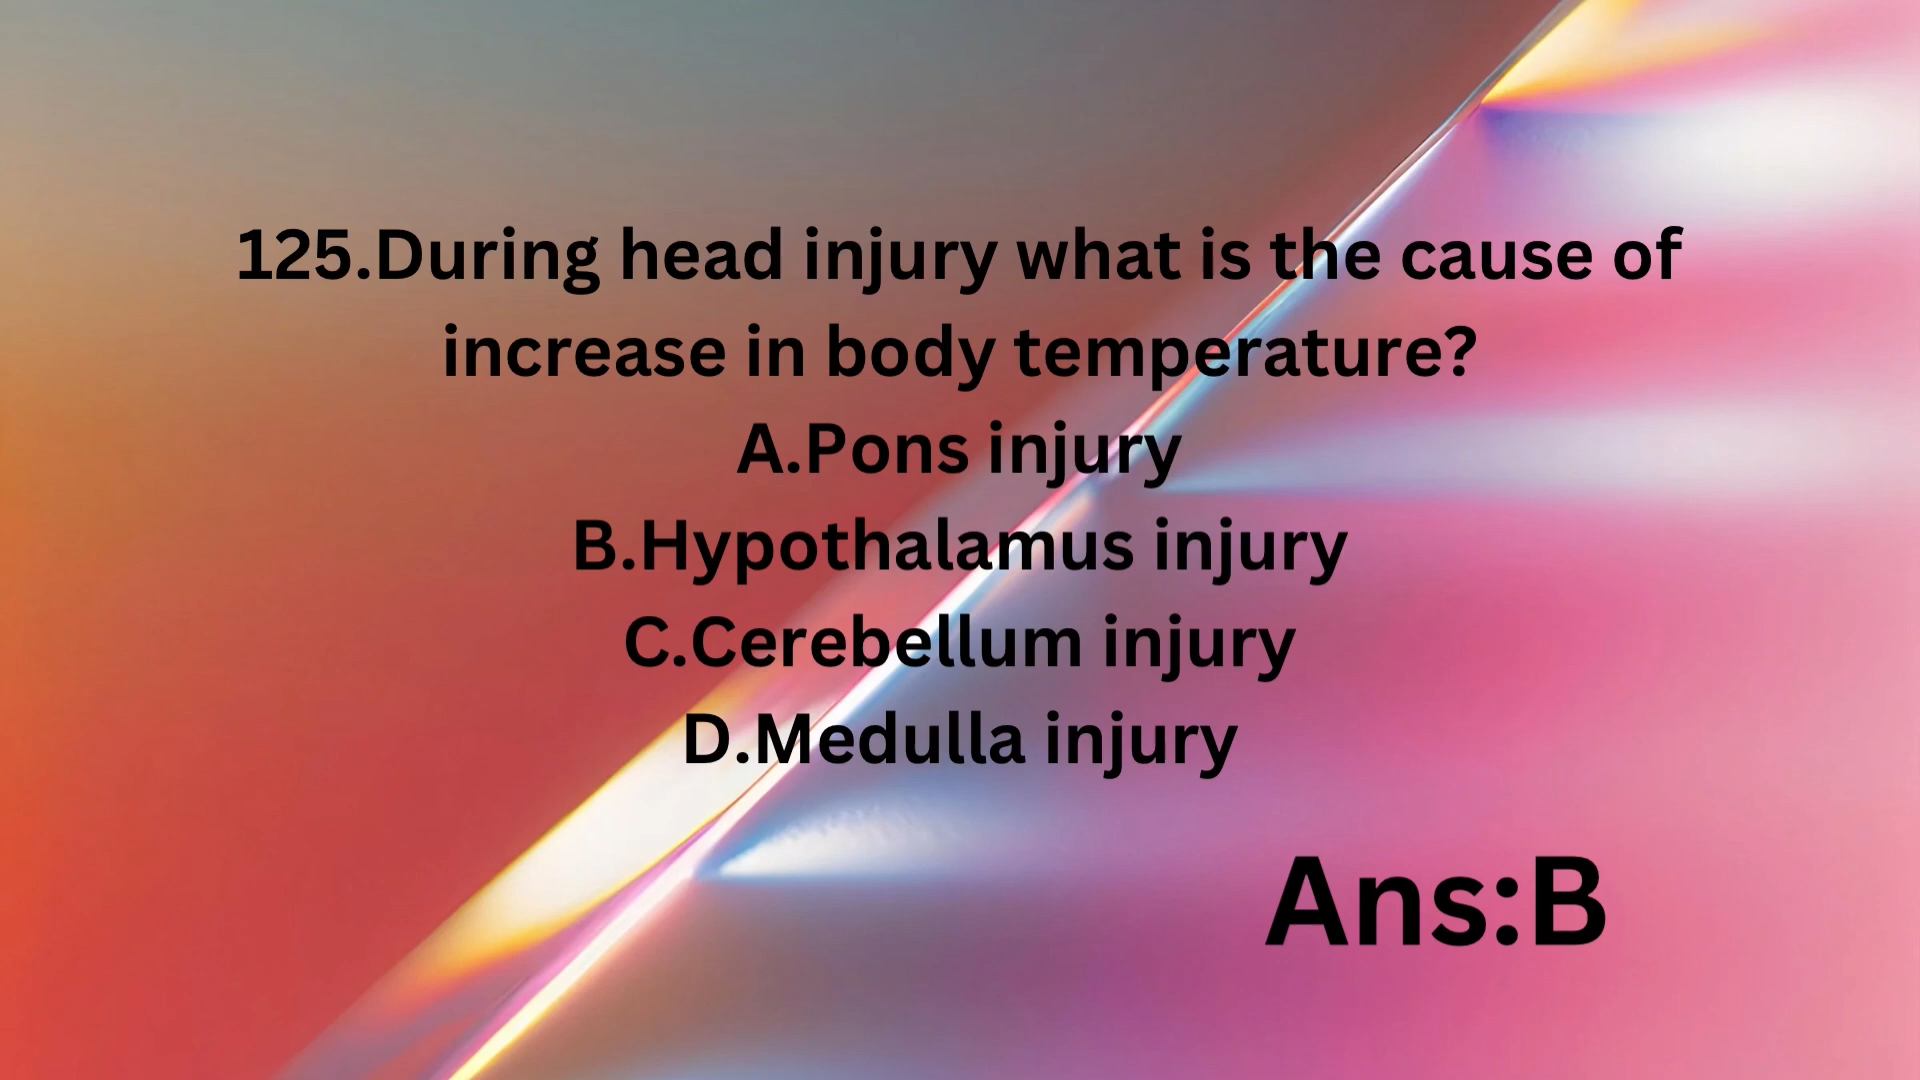 125.During head injury what is the cause of
increase in body temperature?
A.Pons injury
B.Hypothalamus injury
C.Cerebellum injury
D.Medulla injury
Ans:B